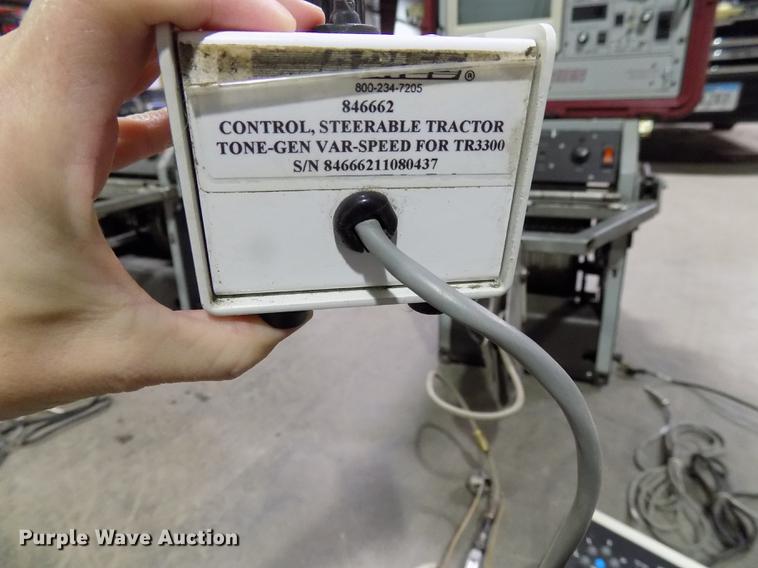 ®
800-234-7205
846662
CONTROL, STEERABLE TRACTOR
TONE-GEN VAR-SPEED FOR TR3300
S/N 84666211080437
Purple Wave Auction